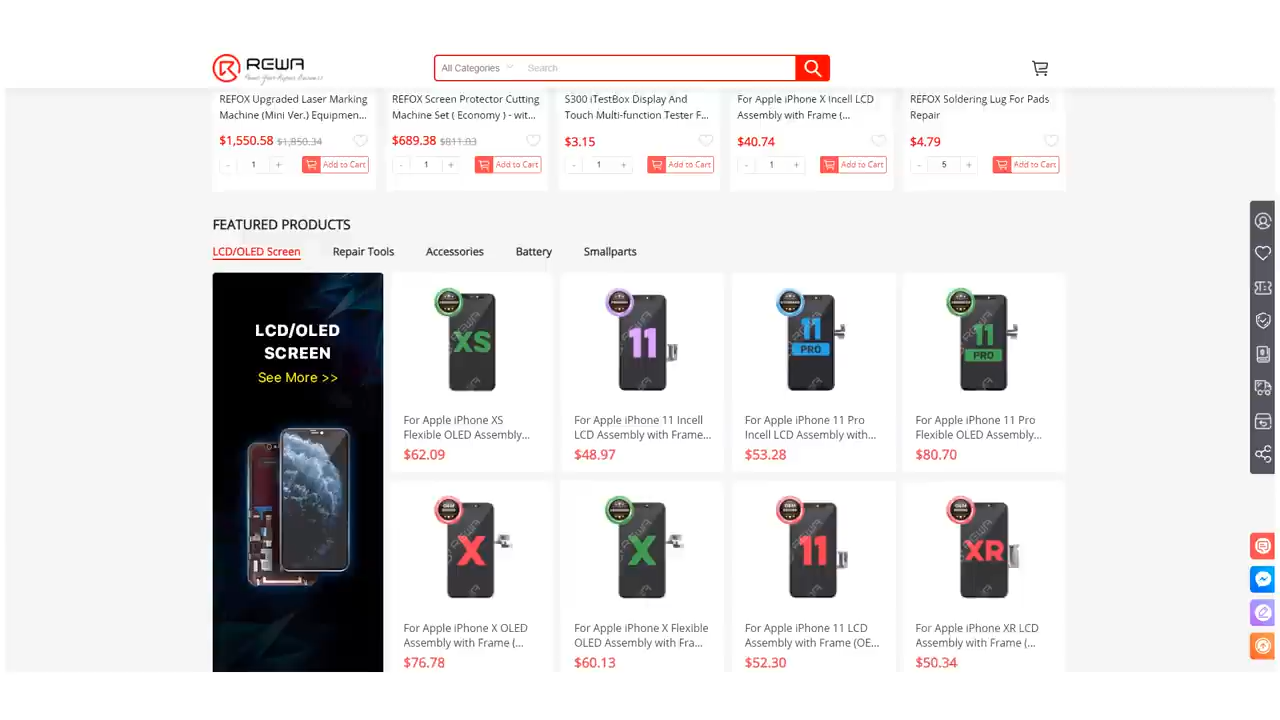 REWA
Power Your Repair Business
All Categories
Search
REFOX Upgraded Laser Marking
Machine (Mini Ver.) Equipmen...
$1,550.58 $1,850.34
- 1 + Add to Cart
REFOX Screen Protector Cutting
Machine Set ( Economy ) - wit...
$689.38 $811.03
- 1 + Add to Cart
S300 iTestBox Display And
Touch Multi-function Tester F...
$3.15
- 1 + Add to Cart
For Apple iPhone X Incell LCD
Assembly with Frame (...
$40.74
- 1 + Add to Cart
REFOX Soldering Lug For Pads
Repair
$4.79
- 5 + Add to Cart
FEATURED PRODUCTS
LCD/OLED Screen Repair Tools Accessories Battery Smallparts
LCD/OLED
SCREEN
See More >>
XS
For Apple iPhone XS
Flexible OLED Assembly...
$62.09
11
For Apple iPhone 11 Incell
LCD Assembly with Frame...
$48.97
11
PRO
For Apple iPhone 11 Pro
Incell LCD Assembly with...
$53.28
11
PRO
For Apple iPhone 11 Pro
Flexible OLED Assembly...
$80.70
X
For Apple iPhone X OLED
Assembly with Frame (...
$76.78
X
For Apple iPhone X Flexible
OLED Assembly with Fra...
$60.13
11
For Apple iPhone 11 LCD
Assembly with Frame (OE...
$52.30
XR
For Apple iPhone XR LCD
Assembly with Frame (...
$50.34